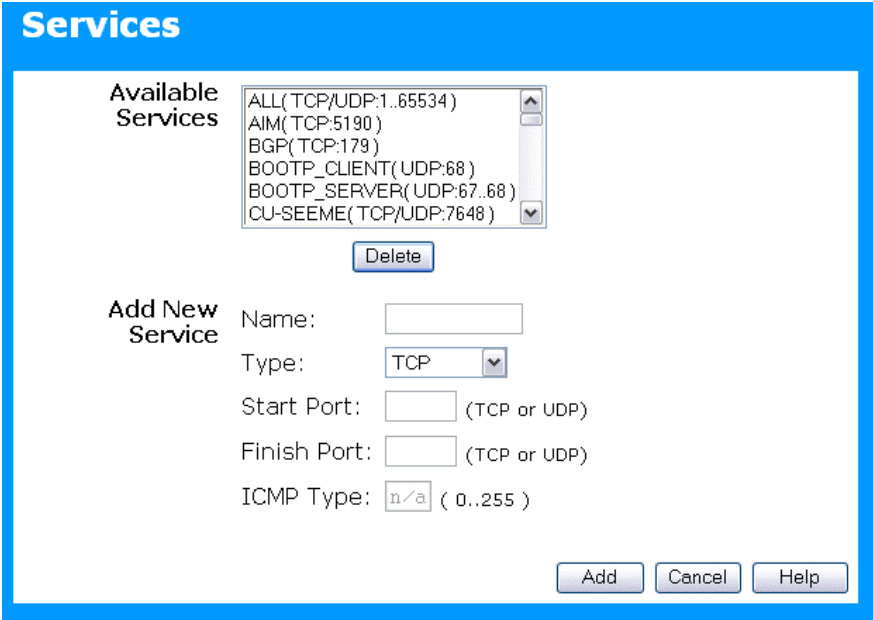 Services
Available Services
ALL(TCP/UDP:1..65534)
AIM(TCP:5190)
BGP(TCP:179)
BOOTP_CLIENT(UDP:68)
BOOTP_SERVER(UDP:67..68)
CU-SEEME(TCP/UDP:7648)
Delete
Add New Service
Name:
Type: TCP
Start Port: (TCP or UDP)
Finish Port: (TCP or UDP)
ICMP Type: n/a ( 0..255 )
Add Cancel Help